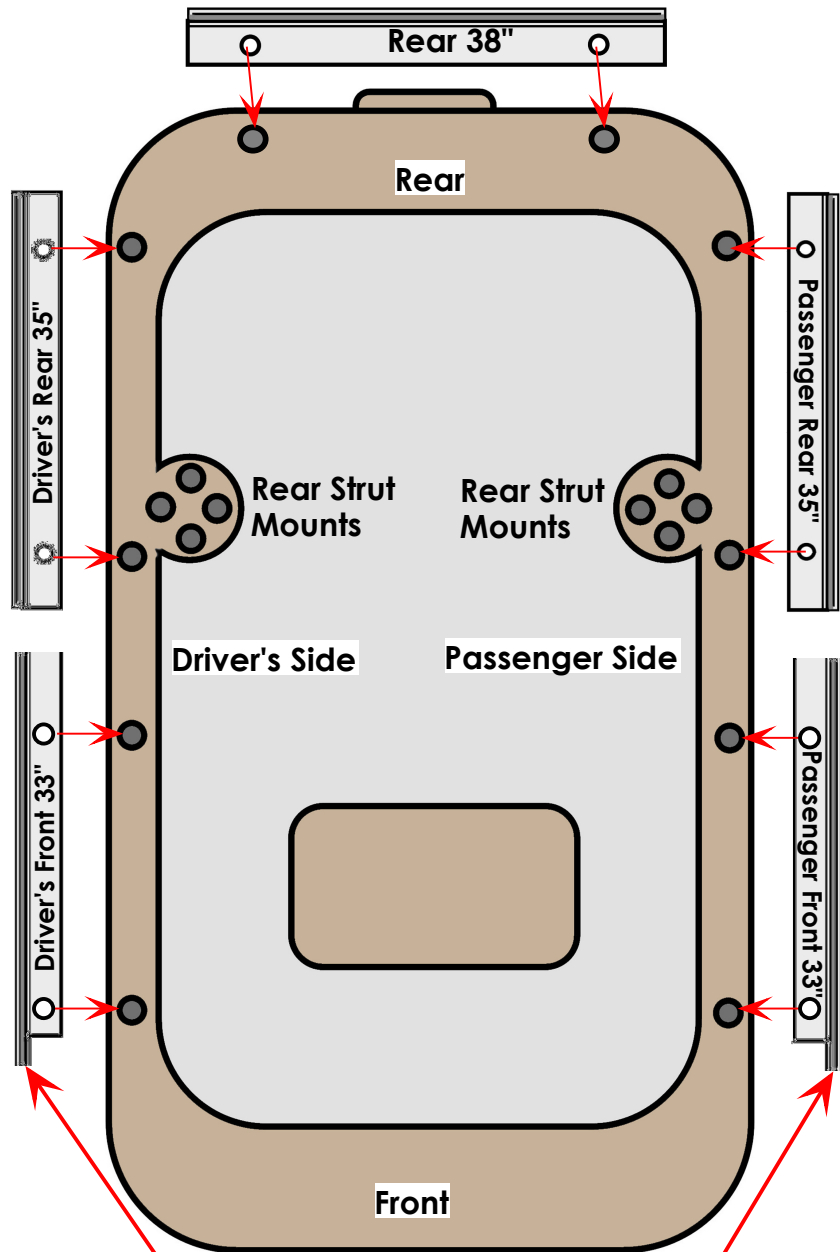 Rear 38"
Rear
Driver's Rear 35"
Passenger Rear 35"
Rear Strut
Mounts
Rear Strut
Mounts
Driver's Side
Passenger Side
Driver's Front 33"
Passenger Front 33"
Front